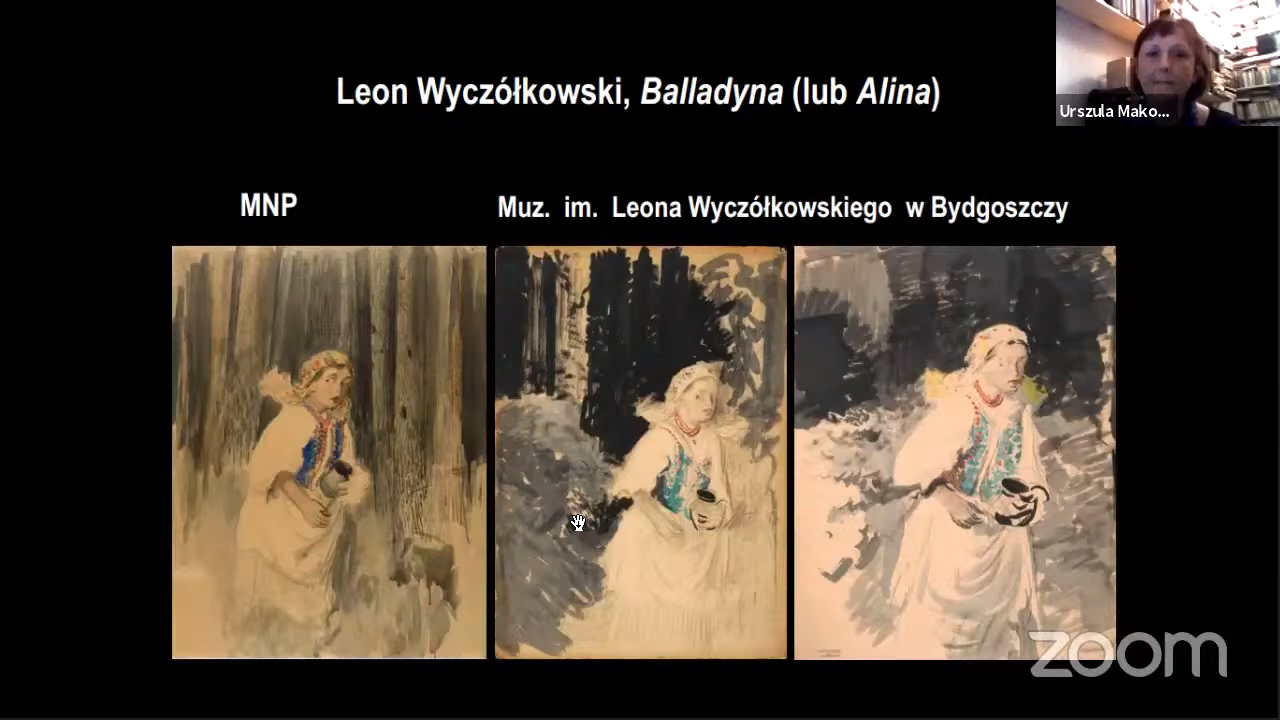 Leon Wyczółkowski, Balladyna (lub Alina)
Urszula Mako...
MNP
Muz. im. Leona Wyczółkowskiego w Bydgoszczy
zoom